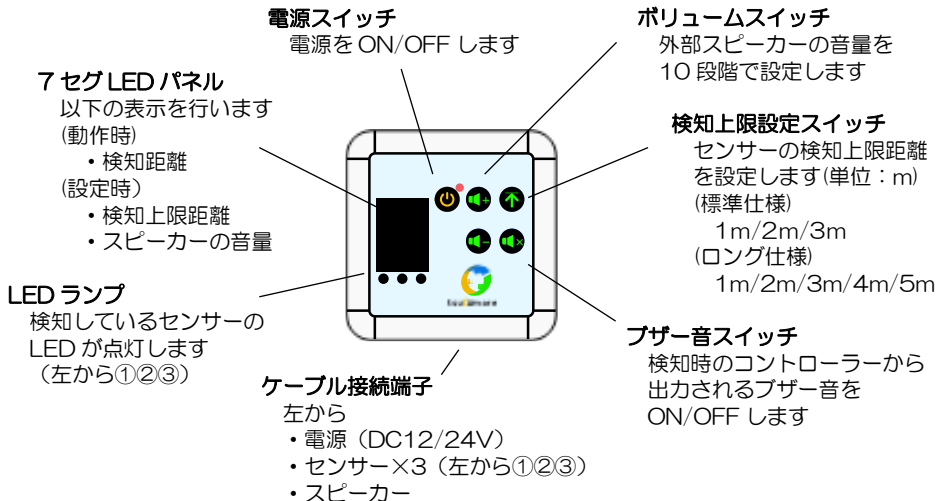 電源スイッチ
電源をON/OFF します
ボリュームスイッチ
外部スピーカーの音量を
10 段階で設定します
7 セグ LED パネル
以下の表示を行います
(動作時)
・検知距離
(設定時）
・検知上限距離
・スピーカーの音量
検知上限設定スイッチ
センサーの検知上限距離
を設定します(単位：m)
(標準仕様)
1m/2m/3m
(ロング仕様)
1m/2m/3m/4m/5m
LED ランプ
検知しているセンサーの
LED が点灯します
（左から①②③）
ブザー音スイッチ
検知時のコントローラーから
出力されるブザー音を
ON/OFF します
ケーブル接続端子
左から
・電源（DC12/24V）
・センサー×3（左から①②③）
・スピーカー